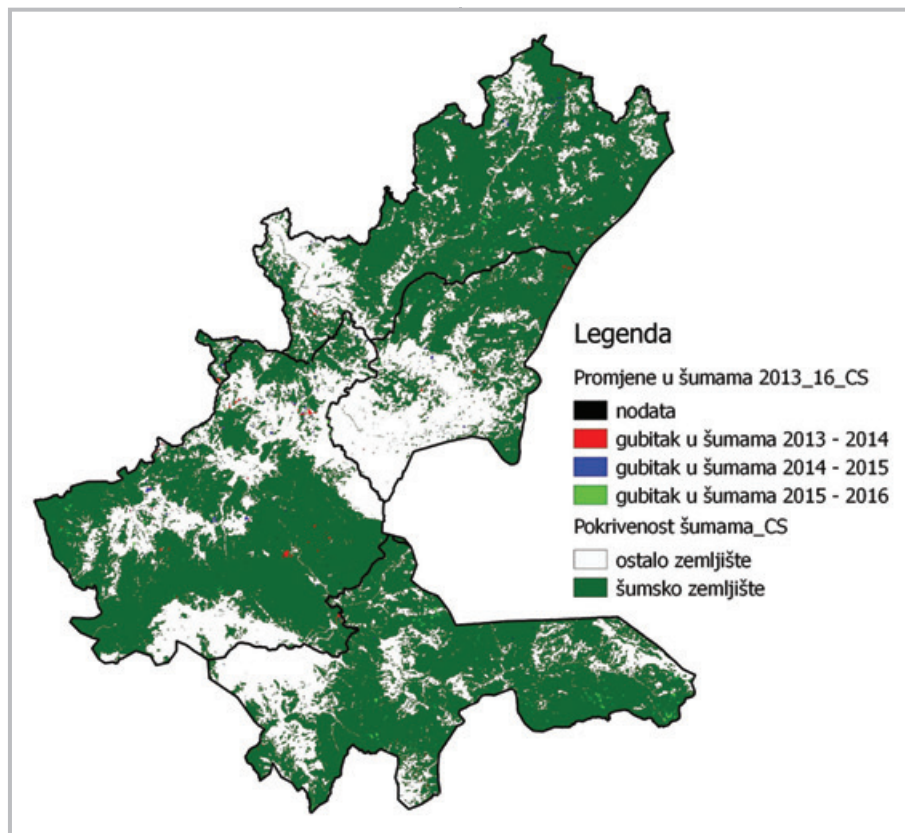 Legenda
Promjene u šumama 2013_16_CS
nodata
gubitak u šumama 2013 - 2014
gubitak u šumama 2014 - 2015
gubitak u šumama 2015 - 2016
Pokrivenost šumama_CS
ostalo zemljište
šumsko zemljište